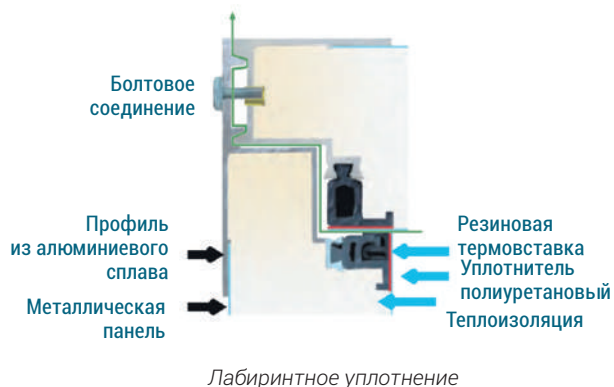 Болтовое
соединение
Профиль
из алюминиевого
сплава
Металлическая
панель
Резиновая
термовставка
Уплотнитель
полиуретановый
Теплоизоляция
Лабиринтное уплотнение